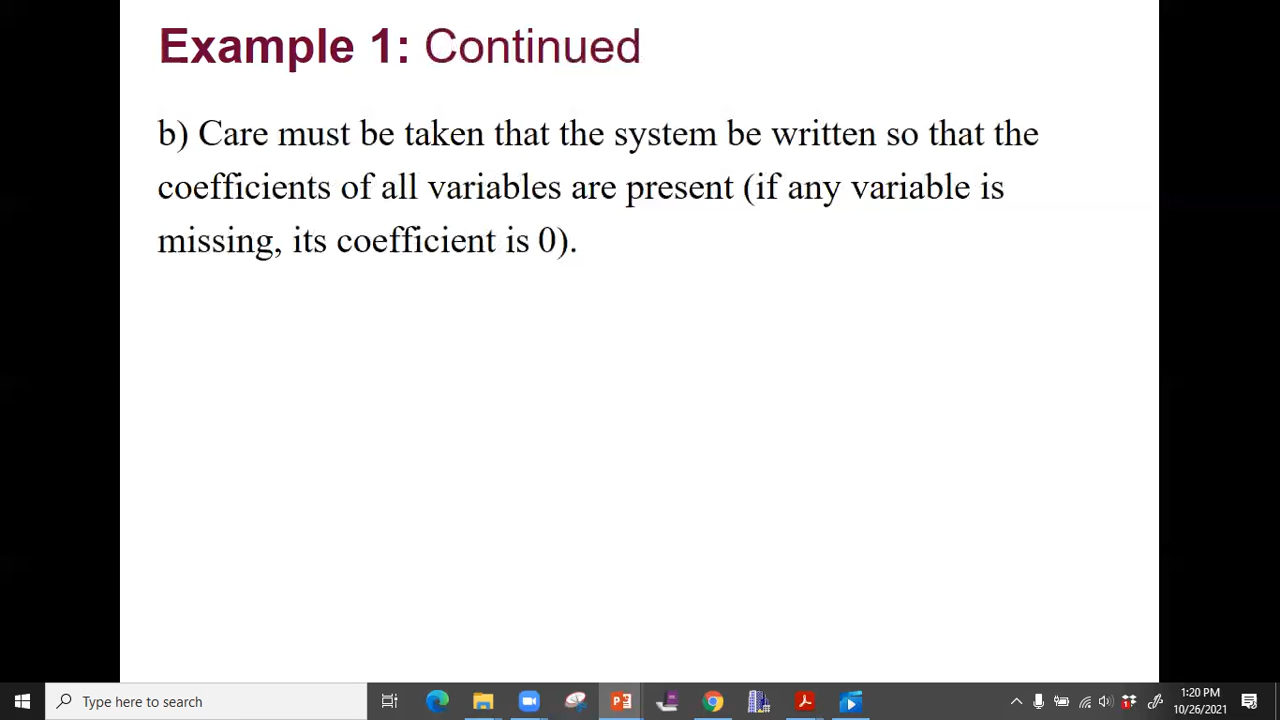 Example 1: Continued
b) Care must be taken that the system be written so that the
coefficients of all variables are present (if any variable is
missing, its coefficient is 0).
Type here to search
1:20 PM
10/26/2021